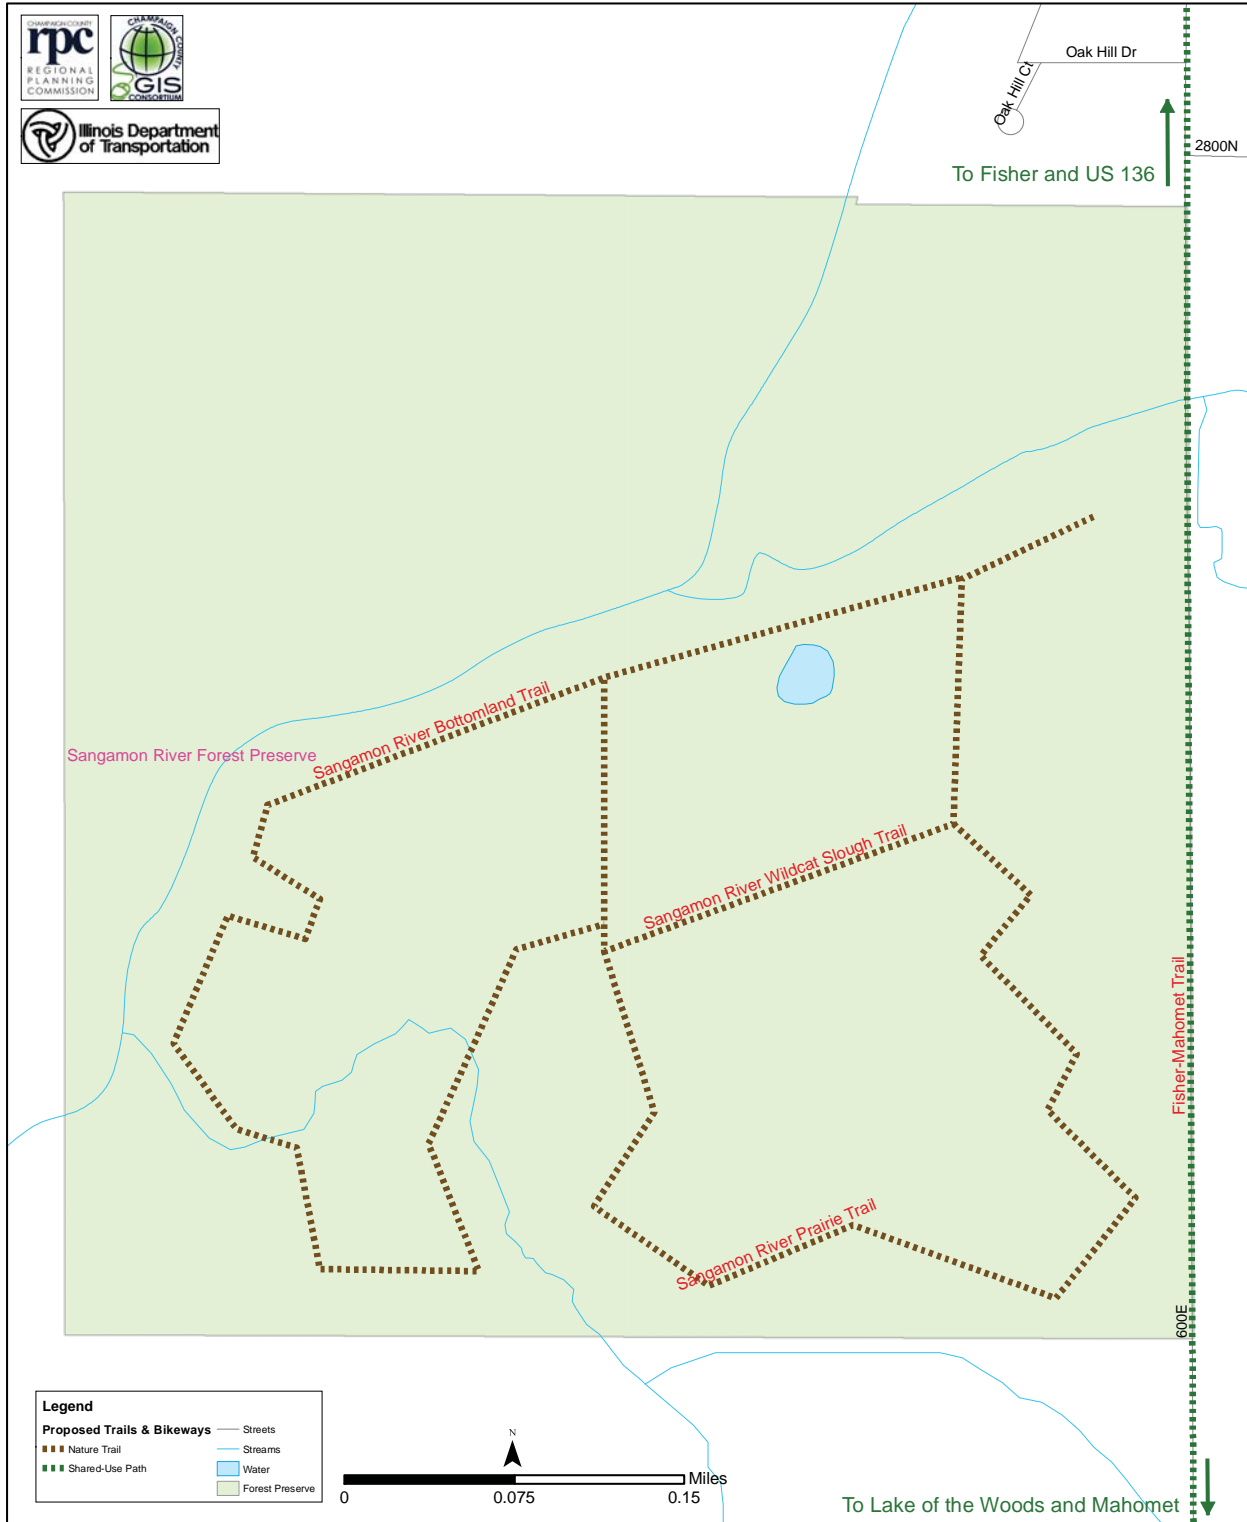 CHAMPAIGN COUNTY
rpc
REGIONAL
PLANNING
COMMISSION
CHAMPAIGN COUNTY
GIS
CONSORTIUM
Illinois Department
of Transportation
Oak Hill Dr
Oak Hill Ct
2800N
To Fisher and US 136
Sangamon River Bottomland Trail
Sangamon River Forest Preserve
Sangamon River Wildcat Slough Trail
Fisher-Mahomet Trail
Sangamon River Prairie Trail
600E
Legend
Proposed Trails & Bikeways
Nature Trail
Shared-Use Path
Streets
Streams
Water
Forest Preserve
N
Miles
0 0.075 0.15
To Lake of the Woods and Mahomet